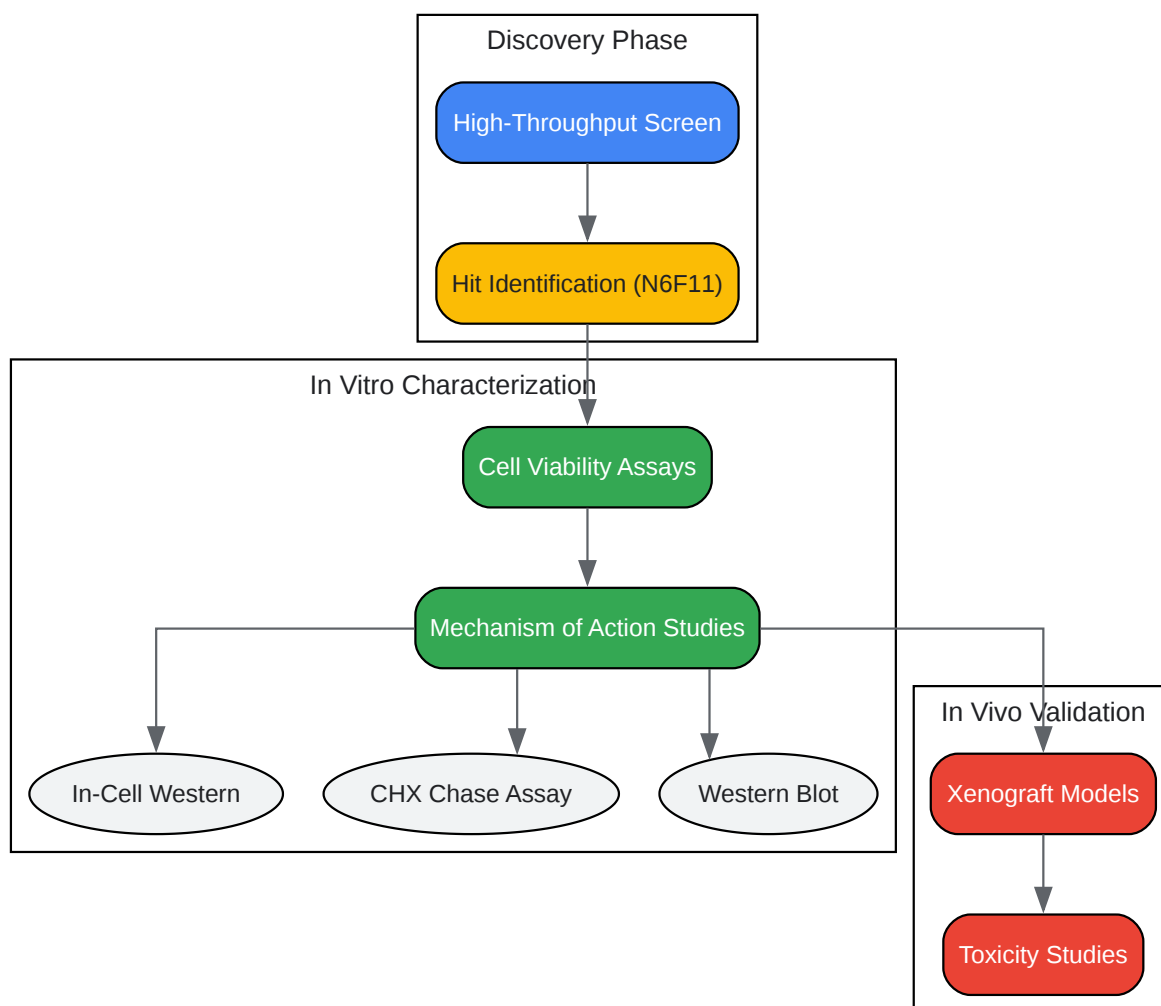 Discovery Phase
High-Throughput Screen
Hit Identification (N6F11)
In Vitro Characterization
Cell Viability Assays
Mechanism of Action Studies
In-Cell Western
CHX Chase Assay
Western Blot
In Vivo Validation
Xenograft Models
Toxicity Studies